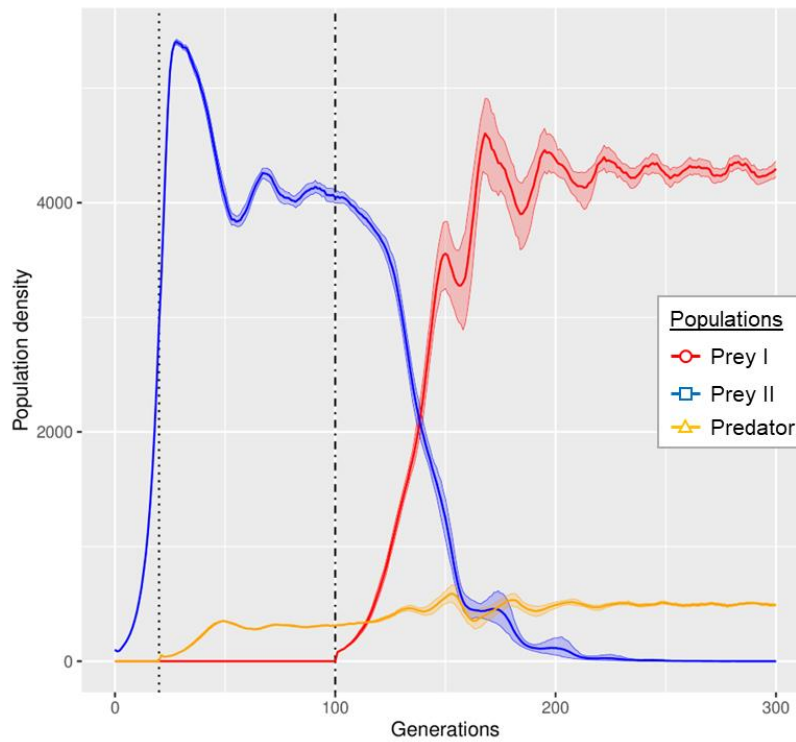 Population density
4000
2000
0
0
100
200
300
Generations
Populations
Prey I
Prey II
Predator